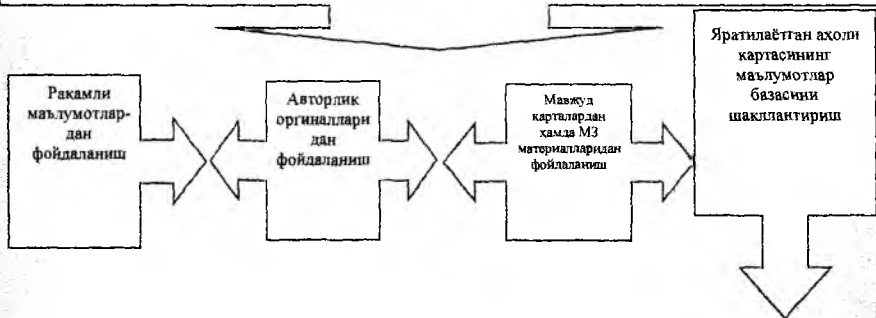 Ракамли
маълумотлар-
дан
фойдаланиш
Авторлик
оргиналлари
дан
фойдаланиш
Мавжуд
карталардан
ҳамда МЗ
материалларидан
фойдаланиш
Яратилаётган аҳоли
картасининг
маълумотлар
базасини
шакллантириш